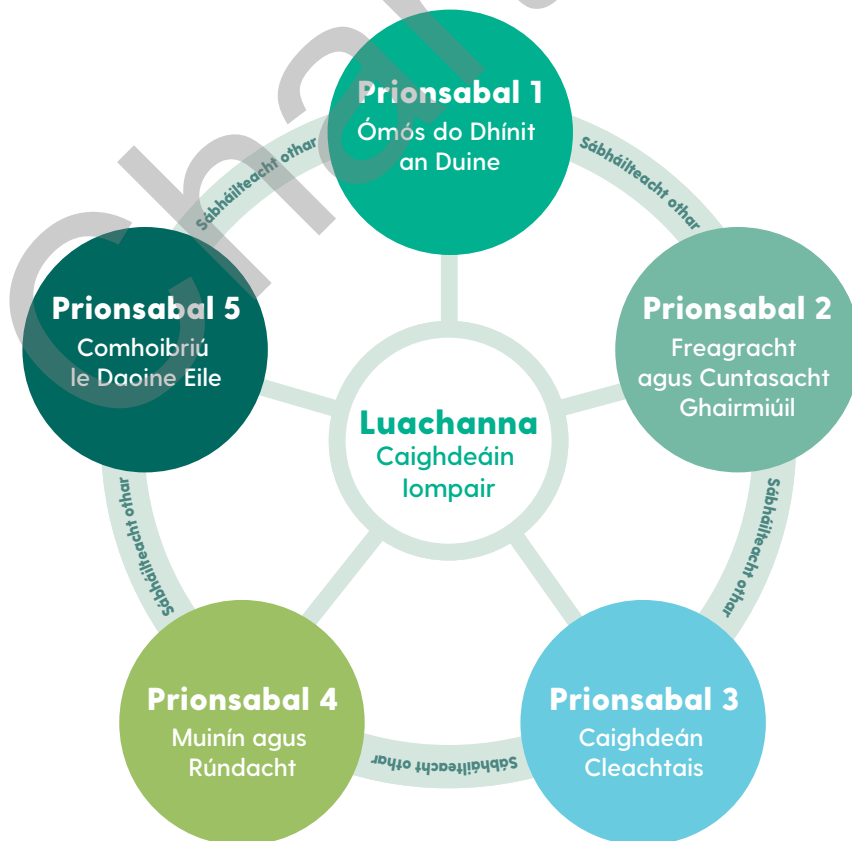 Prionsabal 1
Ómós do Dhínit
an Duine
Sábháilteacht othar
Prionsabal 2
Freagracht
agus Cuntasacht
Ghairmiúil
Sábháilteacht othar
Prionsabal 3
Caighdeán
Cleachtais
Sábháilteacht othar
Prionsabal 4
Muinín agus
Rúndacht
Sábháilteacht othar
Prionsabal 5
Comhoibriú
le Daoine Eile
Sábháilteacht othar
Luachanna
Caighdeáin
Iompair